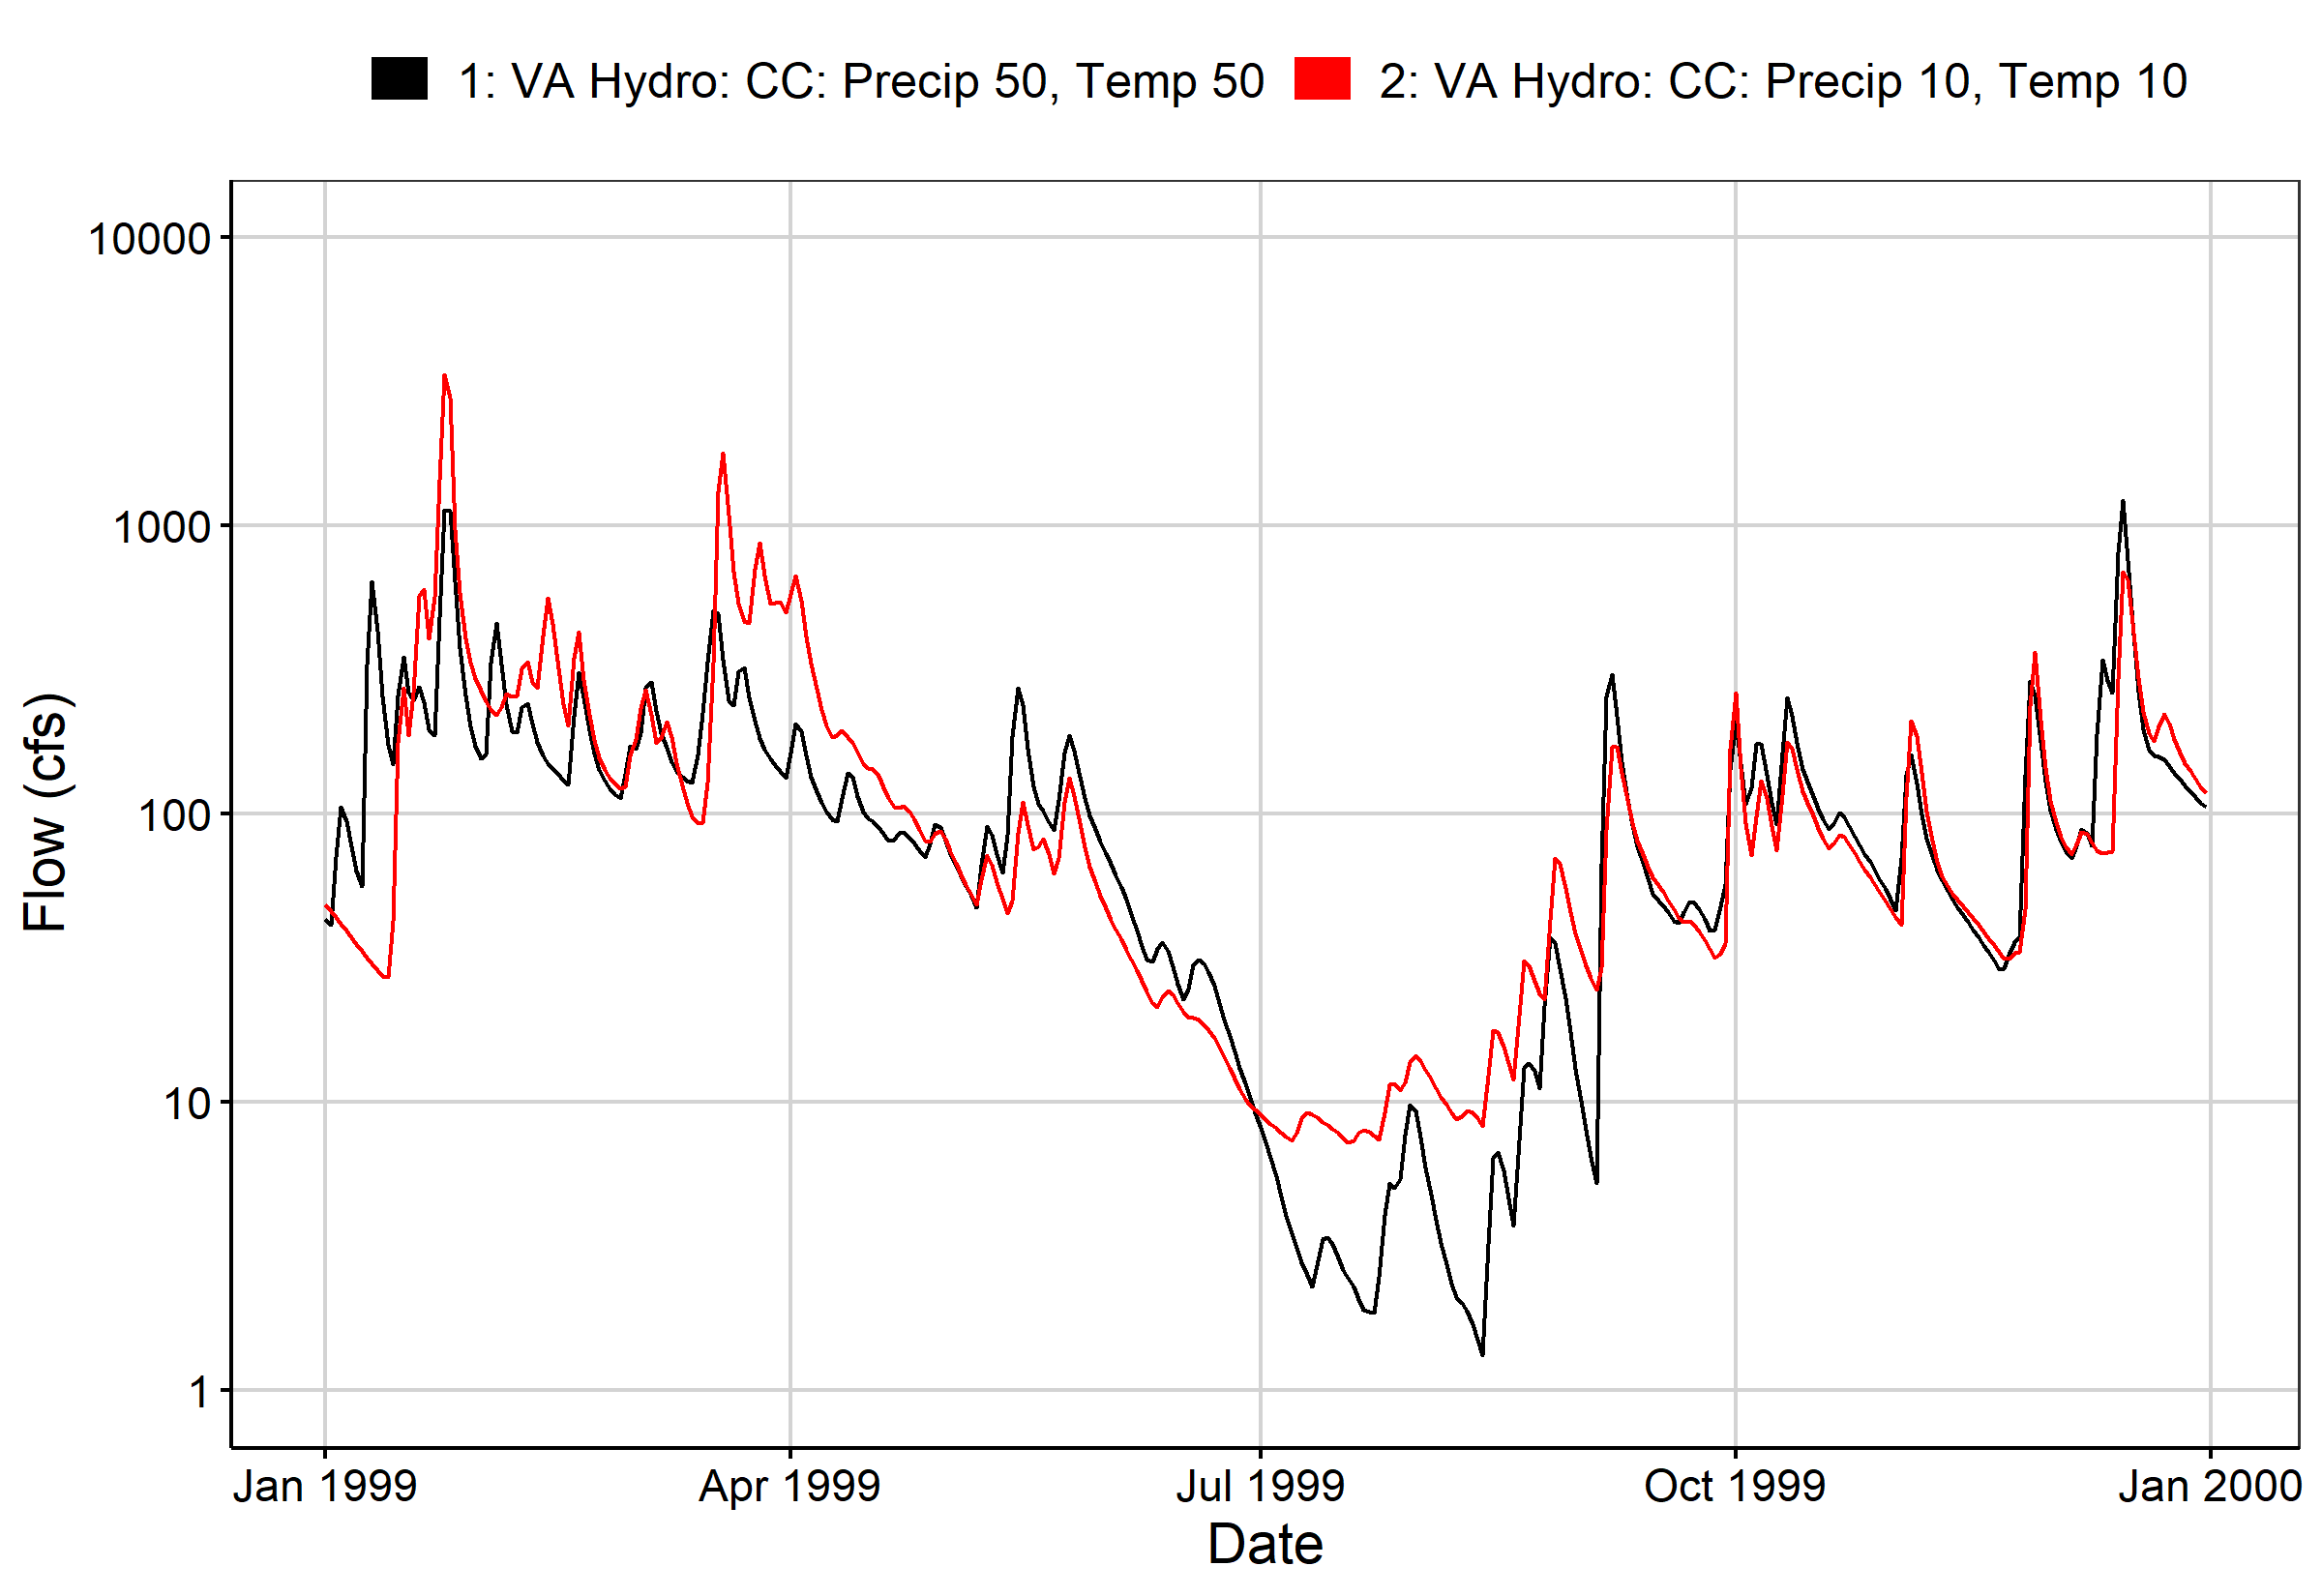 1: VA Hydro: CC: Precip 50, Temp 50 2: VA Hydro: CC: Precip 10, Temp 10
10000
1000
100
10
1
Flow (cfs)
Jan 1999 Apr 1999 Jul 1999 Oct 1999 Jan 2000
Date